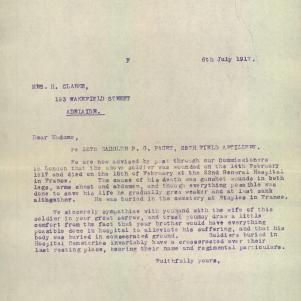 F
6th July 1917.
MRS. H. CLARKE,
193 WAKEFIELD STREET
ADELAIDE.
Dear Madame,
re SADDLER P. G. FIELD ARTILLERY.
We are now advised by post through our Commissioners
in London that the above soldier was wounded on the 14th February
1917 and died on the 16th of February at the 22nd General Hospital
in France. The cause of his death was gunshot wounds in both
legs, arms chest and abdomen, and though everything possible was
done to save his life he gradually grew weaker and at last sank
altogether. He was buried in the cemetery at Etaples in France.
We sincerely sympathise with you and with the wife of this
soldier in your great sorrow, and trust you may draw a little
comfort from the fact that your brother would have everything
possible done in hospital to alleviate his suffering, and that his
body was buried in consecrated ground. Soldiers buried in
Hospital Cemeteries invariably have a cross erected over their
last resting place, bearing their name and regimental particulars.
Faithfully yours,